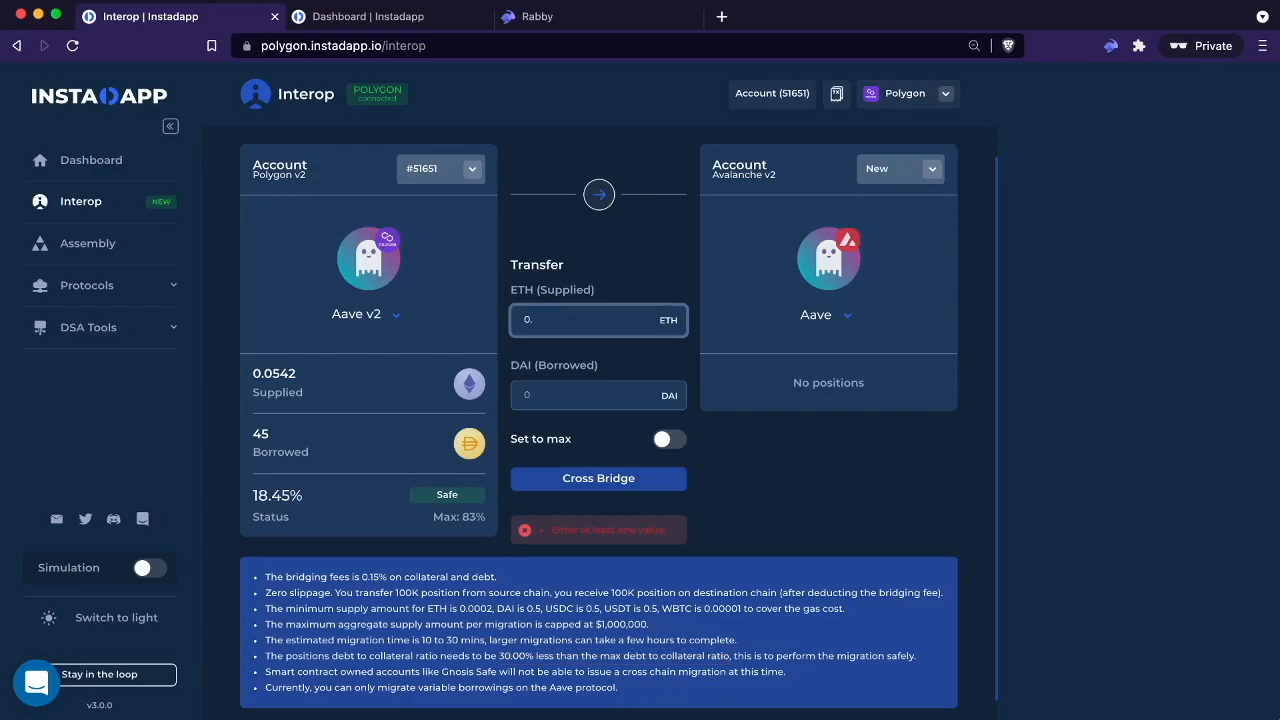 Interop | Instadapp
Dashboard | Instadapp
Rabby
polygon.instadapp.io/interop
Private
INSTADAPP
Dashboard
Interop
NEW
Assembly
Protocols
DSA Tools
Simulation
Switch to light
Stay in the loop
v3.0.0
Interop
POLYGON
connected
Account (51651)
Polygon
Account
Polygon v2
#51651
POLYGON
Aave v2
0.0542
Supplied
45
Borrowed
18.45%
Status
Safe
Max: 83%
Transfer
ETH (Supplied)
0.
ETH
DAI (Borrowed)
0
DAI
Set to max
Cross Bridge
• Enter at least one value.
Account
Avalanche v2
New
Aave
No positions
• The bridging fees is 0.15% on collateral and debt.
• Zero slippage. You transfer 100K position from source chain, you receive 100K position on destination chain (after deducting the bridging fee).
• The minimum supply amount for ETH is 0.0002, DAI is 0.5, USDC is 0.5, USDT is 0.5, WBTC is 0.00001 to cover the gas cost.
• The maximum aggregate supply amount per migration is capped at $1,000,000.
• The estimated migration time is 10 to 30 mins, larger migrations can take a few hours to complete.
• The positions debt to collateral ratio needs to be 30.00% less than the max debt to collateral ratio, this is to perform the migration safely.
• Smart contract owned accounts like Gnosis Safe will not be able to issue a cross chain migration at this time.
• Currently, you can only migrate variable borrowings on the Aave protocol.